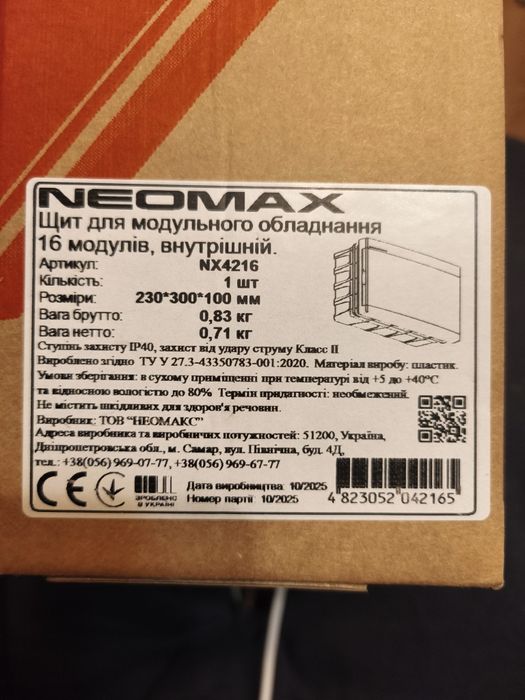 NEOMAX
Щит для модульного обладнання
16 модулів, внутрішній.
Артикул: NX4216
Кількість: 1 шт
Розміри: 230*300*100 мм
Вага брутто: 0,83 кг
Вага нетто: 0,71 кг
Ступінь захисту IP40, захист від удару струму Класс II
Вироблено згідно ТУ У 27.3-43350783-001:2020. Матеріал виробу: пластик.
Умови зберігання: в сухому приміщенні при температурі від +5 до +40°C
та відносною вологістю до 80% Термін придатності: необмежений.
Не містить шкідливих для здоров'я речовин.
Виробник: ТОВ "НЕОМАКС"
Адреса виробника та виробничих потужностей: 51200, Україна,
Дніпропетровська обл., м. Самар, вул. Північна, буд. 4Д,
тел.: +38(056) 969-07-77, +38(056) 969-67-77
CE
ЗРОБЛЕНО
В УКРАЇНІ
Дата виробництва: 10/2025
Номер партії: 10/2025
4 823052 042165